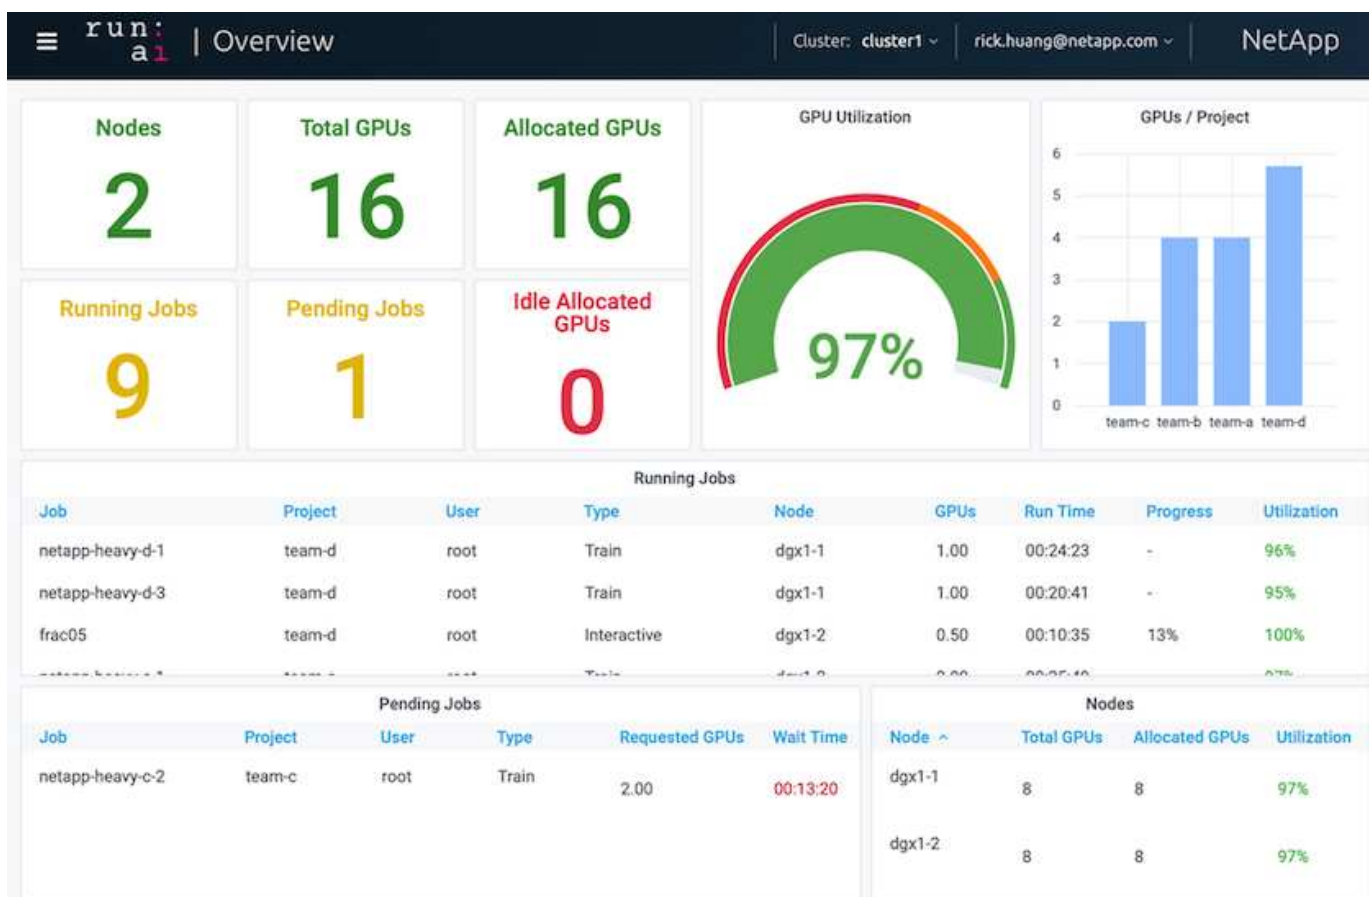 run: ai | Overview Cluster: cluster1 rick.huang@netapp.com NetApp
Nodes Total GPUs Allocated GPUs GPU Utilization GPUs / Project
2 16 16
Running Jobs Pending Jobs Idle Allocated GPUs
9 1 0
97%
6
5
4
3
2
1
0
team-c team-b team-a team-d
Running Jobs
Job Project User Type Node GPUs Run Time Progress Utilization
netapp-heavy-d-1 team-d root Train dgx1-1 1.00 00:24:23 - 96%
netapp-heavy-d-3 team-d root Train dgx1-1 1.00 00:20:41 - 95%
frac05 team-d root Interactive dgx1-2 0.50 00:10:35 13% 100%
Pending Jobs
Job Project User Type Requested GPUs Wait Time
netapp-heavy-c-2 team-c root Train 2.00 00:13:20
Nodes
Node Total GPUs Allocated GPUs Utilization
dgx1-1 8 8 97%
dgx1-2 8 8 97%